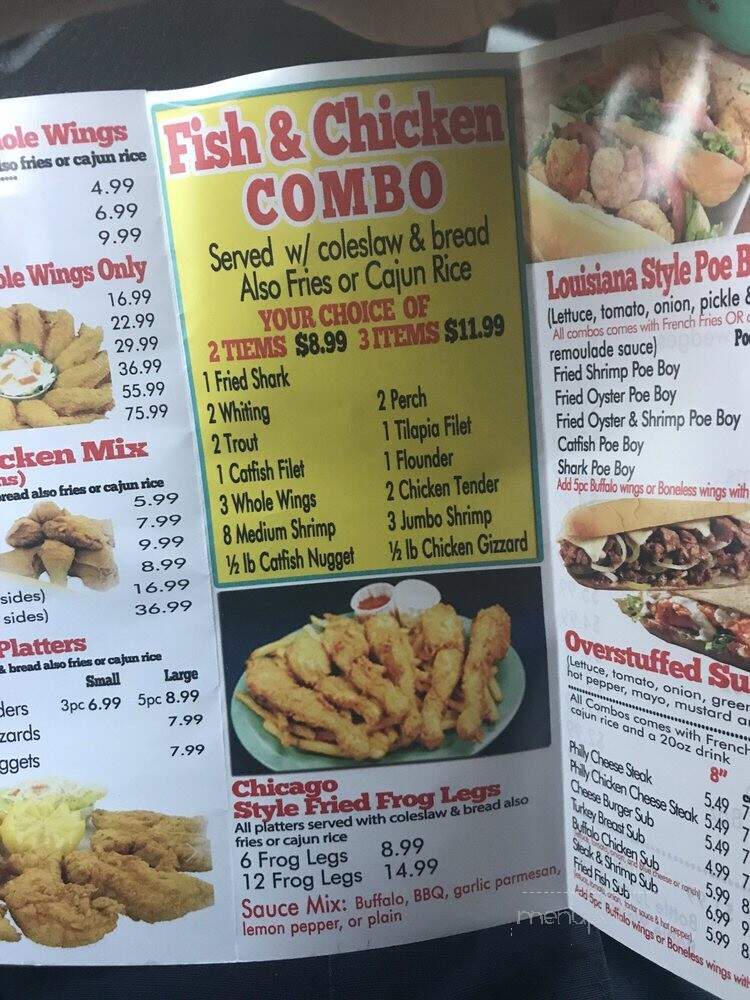 ole Wings
so fries or cajun rice
4.99
6.99
9.99
ole Wings Only
16.99
22.99
29.99
36.99
55.99
75.99
cken Mix
ns)
read also fries or cajun rice
5.99
7.99
9.99
8.99
sides) 16.99
sides) 36.99
Platters
& bread also fries or cajun rice
Small Large
ders 3pc 6.99 5pc 8.99
zards 7.99
ggets 7.99
Fish & Chicken
COMBO
Served w/ coleslaw & bread
Also Fries or Cajun Rice
YOUR CHOICE OF
2 TIEMS $8.99 3 ITEMS $11.99
1 Fried Shark
2 Whiting
2 Trout
1 Catfish Filet
3 Whole Wings
8 Medium Shrimp
½ lb Catfish Nugget
2 Perch
1 Tilapia Filet
1 Flounder
2 Chicken Tender
3 Jumbo Shrimp
½ lb Chicken Gizzard
Chicago
Style Fried Frog Legs
All platters served with coleslaw & bread also
fries or cajun rice
6 Frog Legs 8.99
12 Frog Legs 14.99
Sauce Mix: Buffalo, BBQ, garlic parmesan,
lemon pepper, or plain
Louisiana Style Poe B
(Lettuce, tomato, onion, pickle &
All combos comes with French Fries OR
remoulade sauce) Po
Fried Shrimp Poe Boy
Fried Oyster Poe Boy
Fried Oyster & Shrimp Poe Boy
Catfish Poe Boy
Shark Poe Boy
Add 5pc Buffalo wings or Boneless wings with
Overstuffed Su
(Lettuce, tomato, onion, green
hot pepper, mayo, mustard a
All Combos comes with French
cajun rice and a 20oz drink
8"
Philly Cheese Steak 5.49 7
Philly Chicken Cheese Steak 5.49 7
Cheese Burger Sub 5.49 7
Turkey Breast Sub 4.99 7
Buffalo Chicken Sub 5.99 8
Steak & Shrimp Sub 6.99 9
Fried Fish Sub 5.99 8
Add 5pc Buffalo wings or Boneless wings with
menu